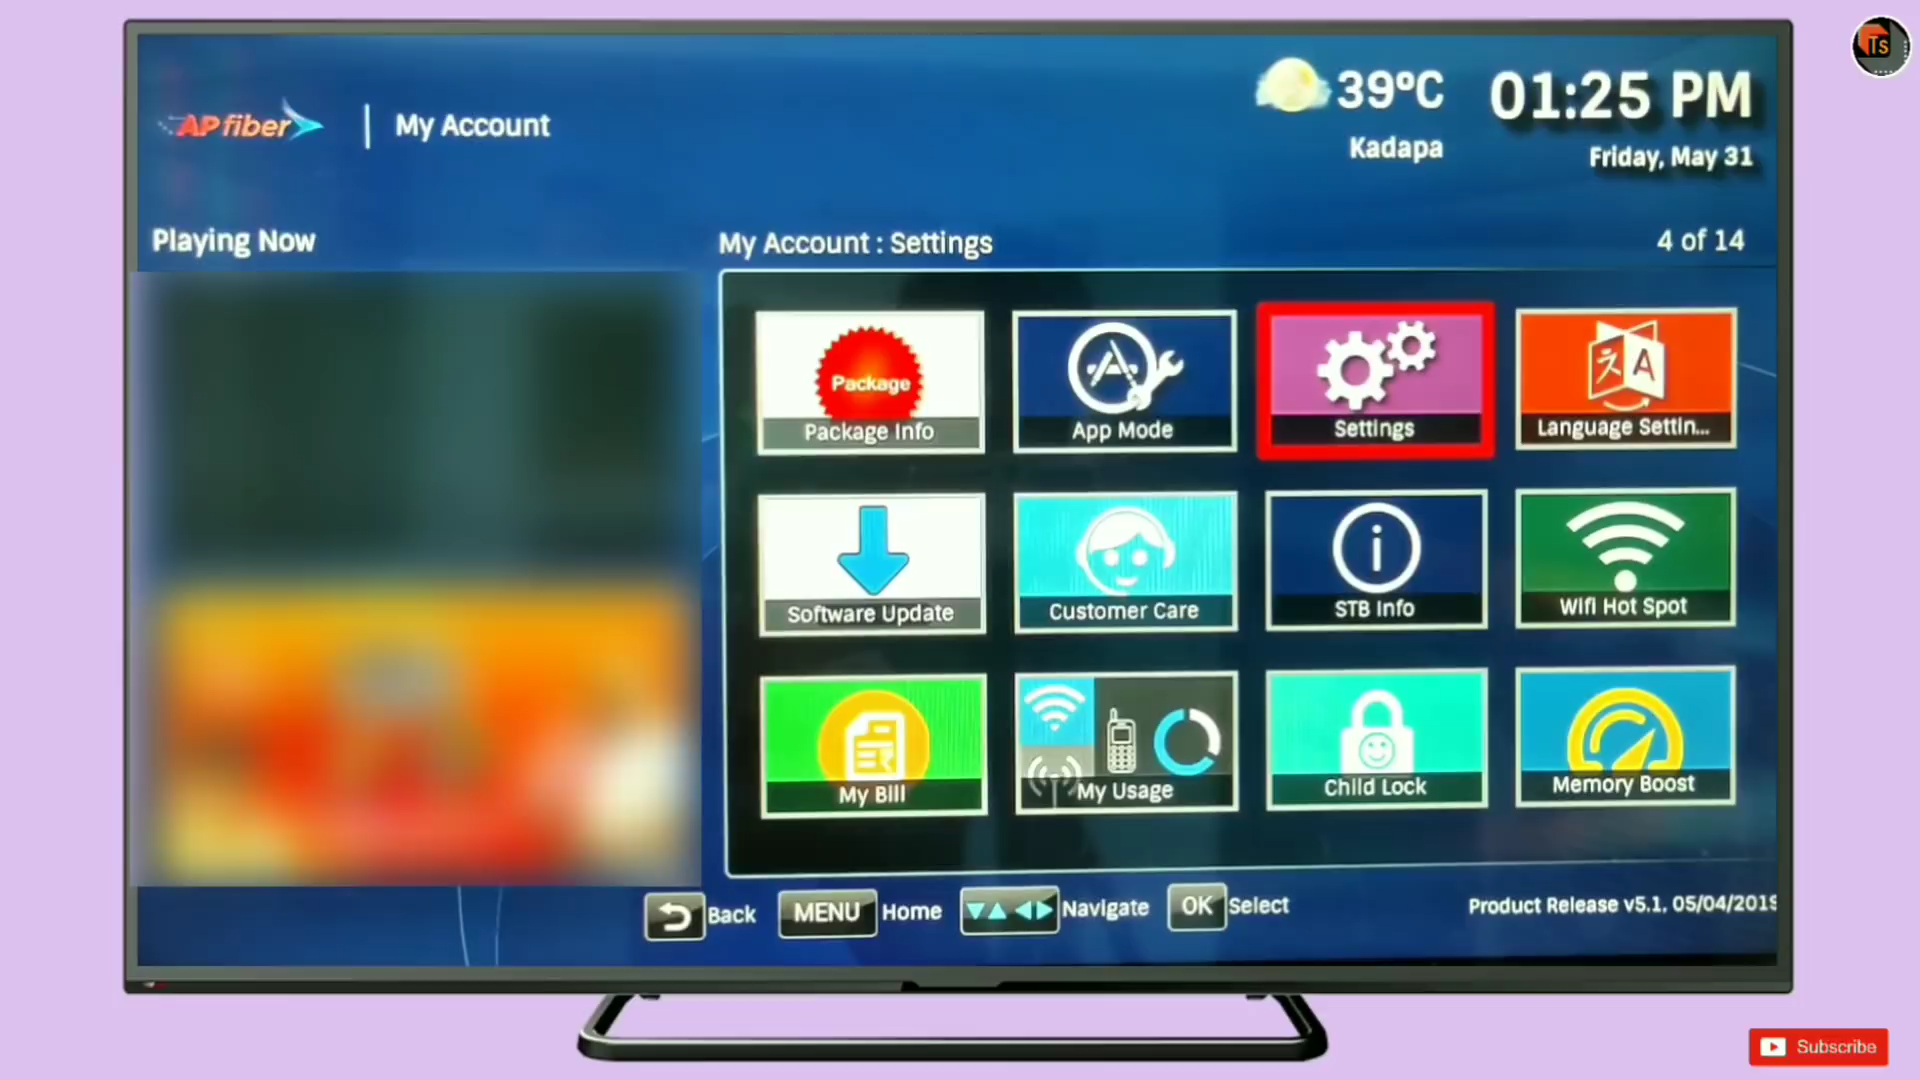 Ts
39°C
01:25 PM
AP fiber
My Account
Kadapa
Friday, May 31
Playing Now
My Account : Settings
4 of 14
Package
Package Info
App Mode
Settings
A
Language Settin...
Software Update
Customer Care
i
STB Info
Wifi Hot Spot
My Bill
My Usage
Child Lock
Memory Boost
Back
MENU
Home
Navigate
OK
Select
Product Release v5.1, 05/04/2019
Subscribe